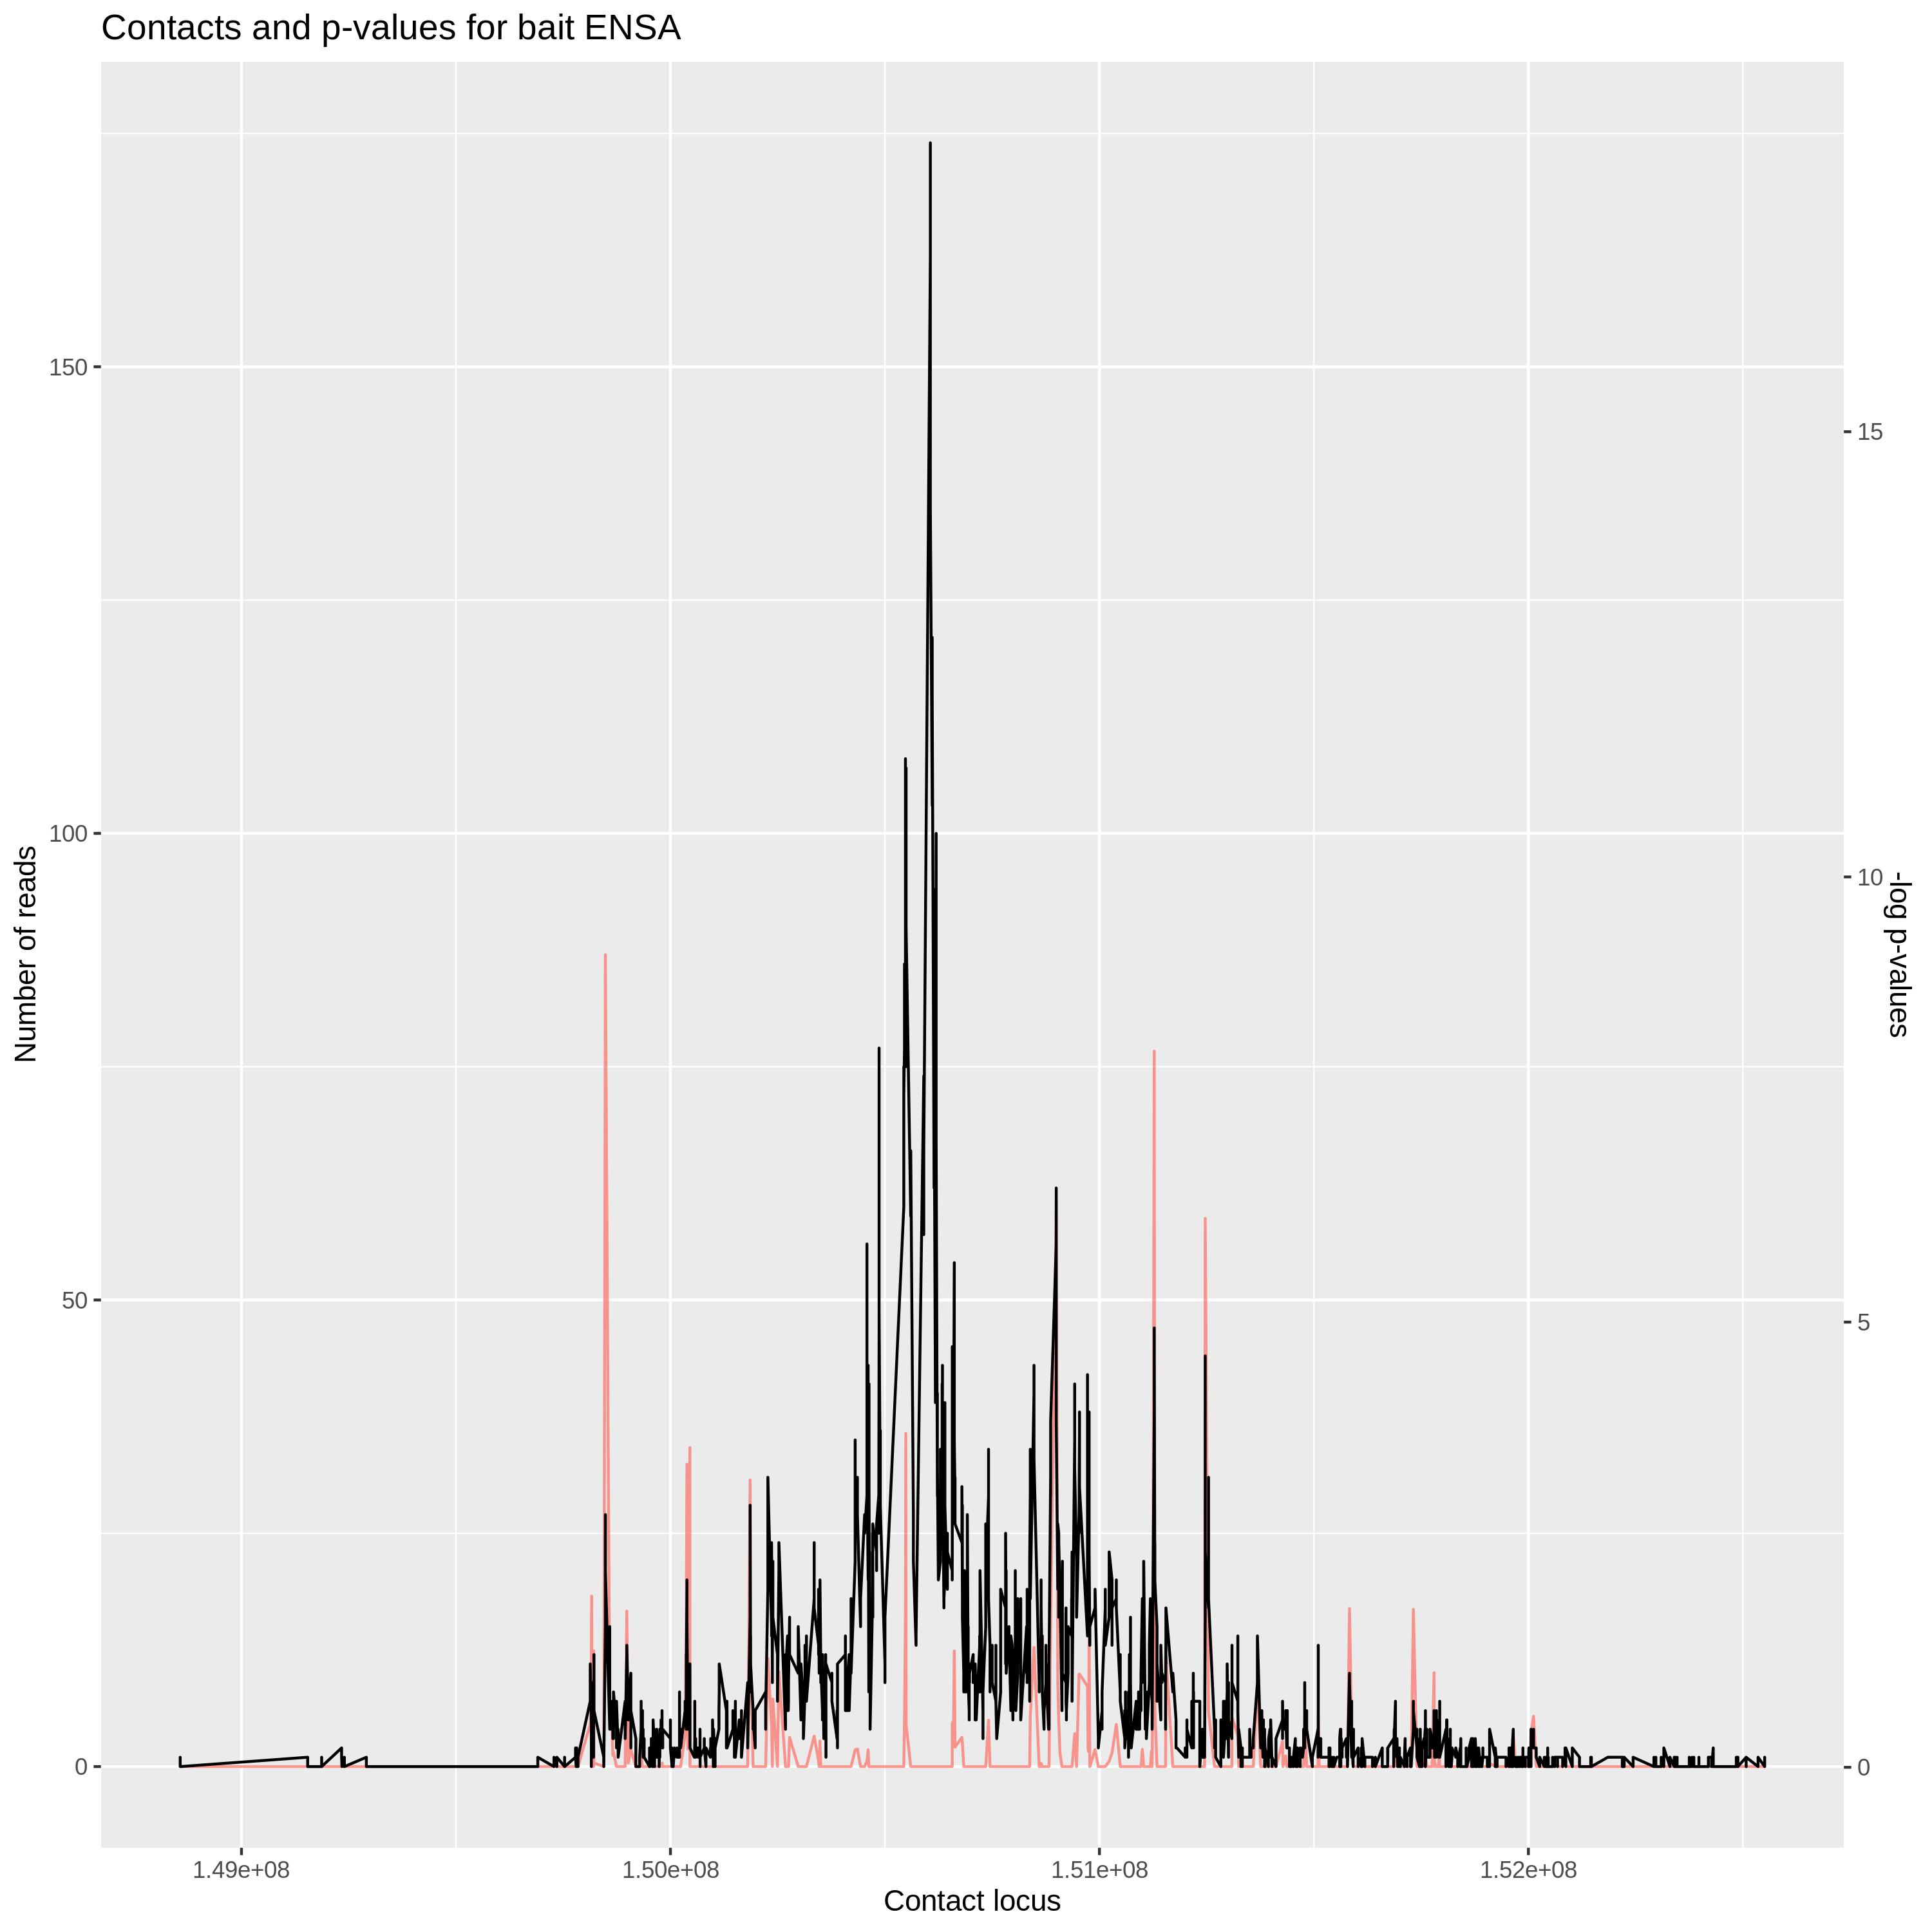 Contacts and p-values for bait ENSA
150
100
50
0
Number of reads
15
10
5
0
-log p-values
1.49e+08
1.50e+08
1.51e+08
1.52e+08
Contact locus